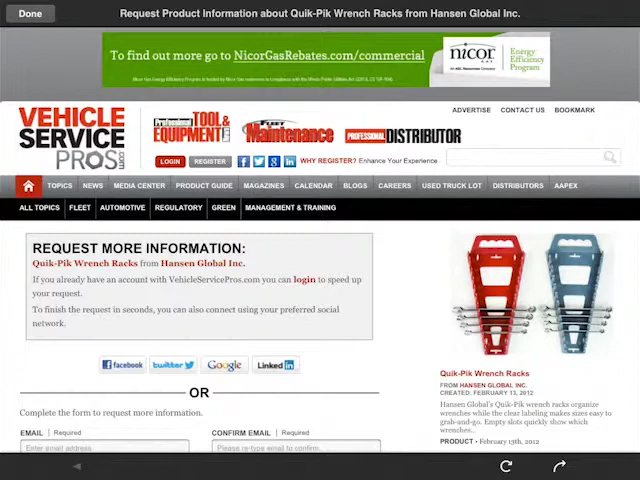 Done
Request Product Information about Quik-Pik Wrench Racks from Hansen Global Inc.
To find out more go to NicorGasRebates.com/commercial
nicor
GAS
Energy
Efficiency
Program
ADVERTISE CONTACT US BOOKMARK
VEHICLE
SERVICE
PROS.com
Professional TOOL &
EQUIPMENT
FLEET
Maintenance
PROFESSIONAL DISTRIBUTOR
LOGIN REGISTER WHY REGISTER? Enhance Your Experience
TOPICS NEWS MEDIA CENTER PRODUCT GUIDE MAGAZINES CALENDAR BLOGS CAREERS USED TRUCK LOT DISTRIBUTORS AAPEX
ALL TOPICS FLEET AUTOMOTIVE REGULATORY GREEN MANAGEMENT & TRAINING
REQUEST MORE INFORMATION:
Quik-Pik Wrench Racks from Hansen Global Inc.
If you already have an account with VehicleServicePros.com you can login to speed up
your request.
To finish the request in seconds, you can also connect using your preferred social
network.
facebook twitter Google Linked in
OR
Complete the form to request more information.
EMAIL | Required
Enter email address
CONFIRM EMAIL | Required
Please re-type email to confirm.
Quik-Pik Wrench Racks
FROM HANSEN GLOBAL INC.
CREATED: FEBRUARY 13, 2012
Hansen Global's Quik-Pik wrench racks organize
wrenches while the clear labeling makes sizes easy to
grab-and-go. Empty slots quickly show which
wrenches...
PRODUCT • February 13th, 2012